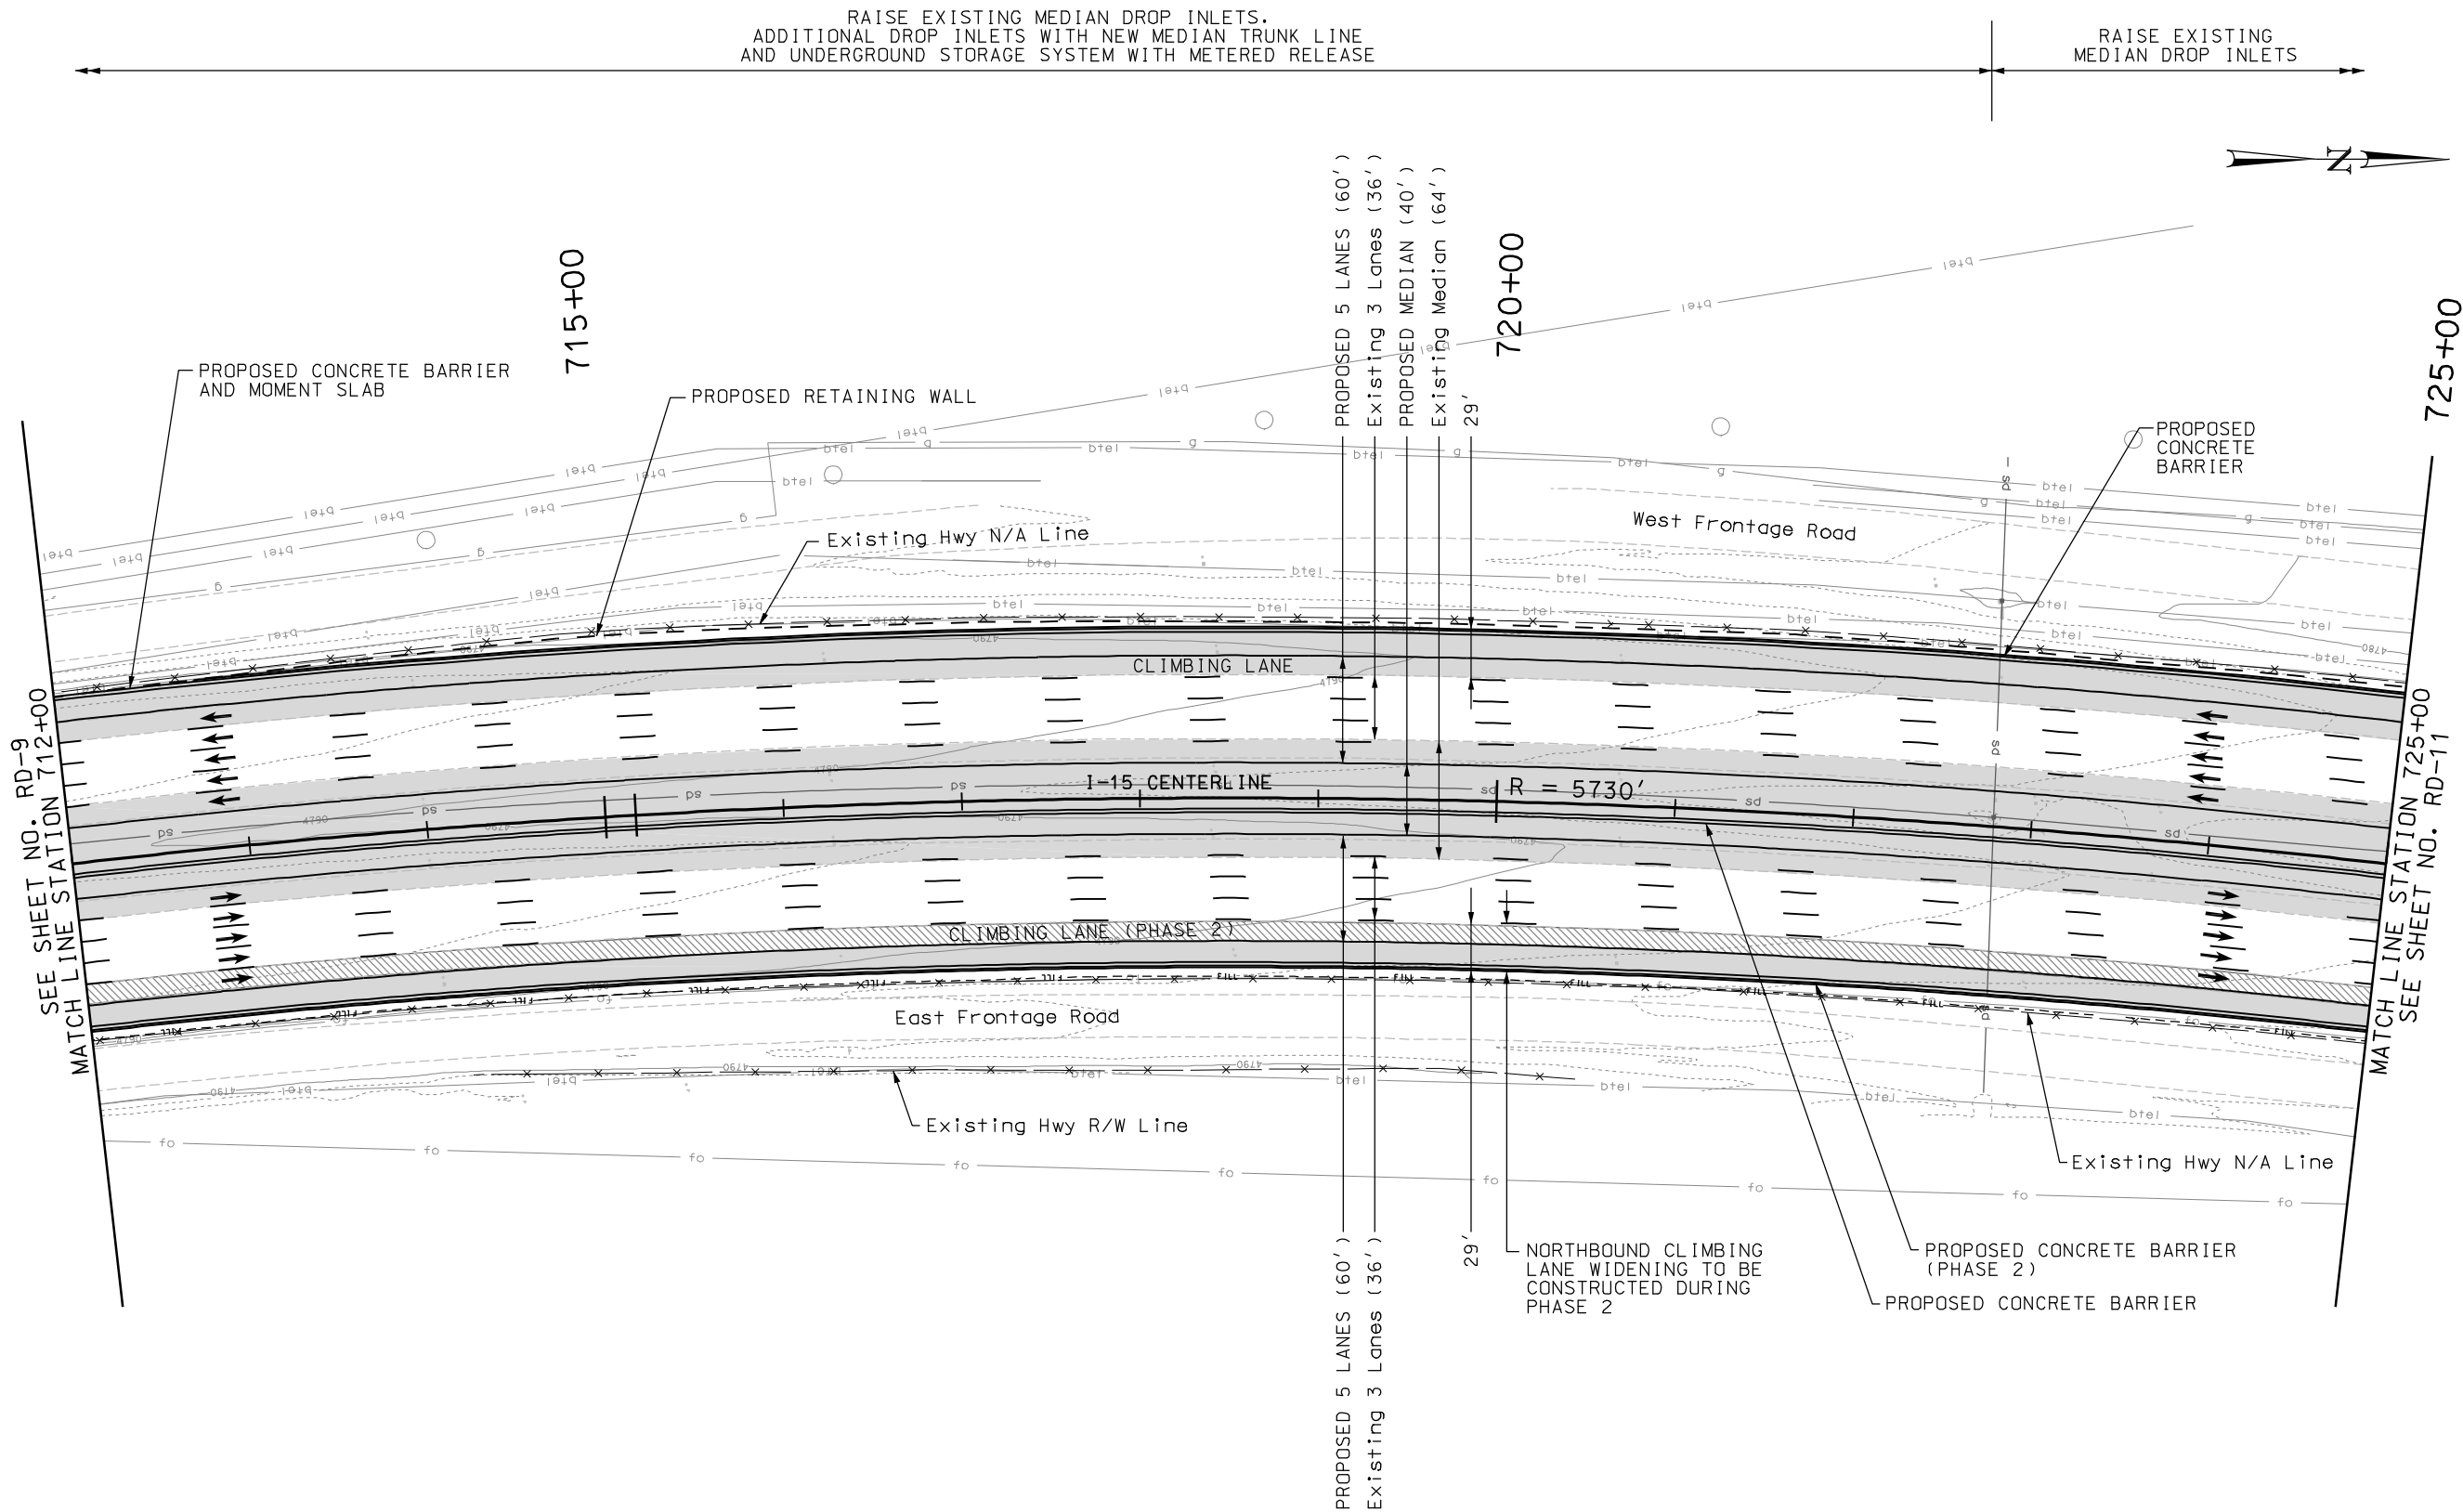 RAISE EXISTING MEDIAN DROP INLETS.
ADDITIONAL DROP INLETS WITH NEW MEDIAN TRUNK LINE
AND UNDERGROUND STORAGE SYSTEM WITH METERED RELEASE
RAISE EXISTING
MEDIAN DROP INLETS
N
PROPOSED 5 LANES (60')
Existing 3 Lanes (36')
PROPOSED MEDIAN (40')
Existing Median (64')
29'
715+00
720+00
725+00
PROPOSED CONCRETE BARRIER
AND MOMENT SLAB
PROPOSED RETAINING WALL
PROPOSED
CONCRETE
BARRIER
Existing Hwy N/A Line
West Frontage Road
CLIMBING LANE
I-15 CENTERLINE
R = 5730'
SEE SHEET NO. RD-9
MATCH LINE STATION 712+00
MATCH LINE STATION 725+00
SEE SHEET NO. RD-11
CLIMBING LANE (PHASE 2)
East Frontage Road
Existing Hwy R/W Line
Existing Hwy N/A Line
PROPOSED 5 LANES (60')
Existing 3 Lanes (36')
29'
NORTHBOUND CLIMBING
LANE WIDENING TO BE
CONSTRUCTED DURING
PHASE 2
PROPOSED CONCRETE BARRIER
(PHASE 2)
PROPOSED CONCRETE BARRIER
btel
g
sd
fo
FILL
4790
4780